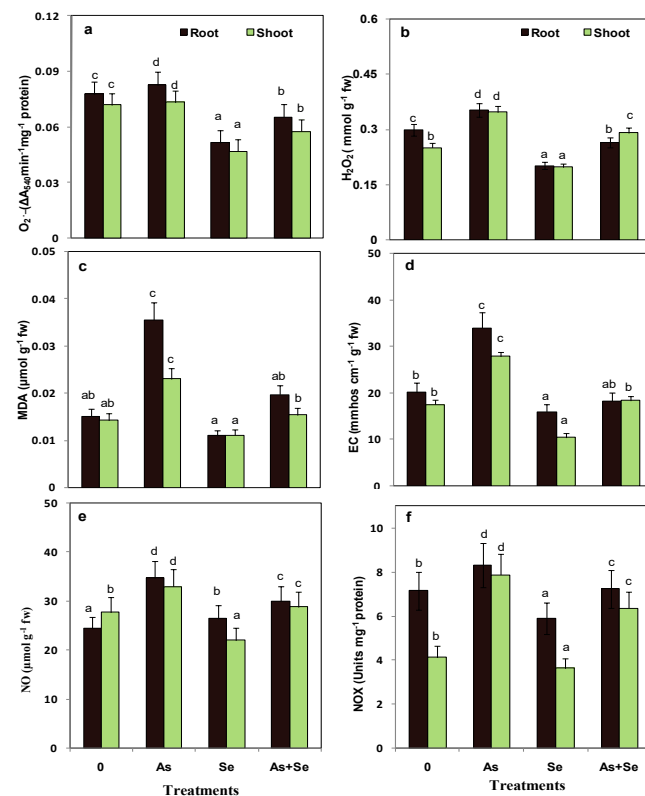 a
Root Shoot
O₂·–(ΔA₅₄₀min⁻¹mg⁻¹ protein)
0.12
0.09
0.06
0.03
0
c c d d a a b b
b
Root Shoot
H₂O₂( mmol g⁻¹ fw)
0.6
0.45
0.3
0.15
0
c b d d a a b c
c
MDA (µmol g⁻¹ fw)
0.05
0.04
0.03
0.02
0.01
0
ab ab c c a a ab b
d
EC (mmhos cm⁻¹ g⁻¹ fw)
50
40
30
20
10
0
b b c c a a ab b
e
NO (µmol g⁻¹ fw)
50
40
30
20
10
0
a b d d b a c c
0 As Se As+Se
Treatments
f
NOX (Units mg⁻¹ protein)
10
8
6
4
2
0
b b d d a a c c
0 As Se As+Se
Treatments